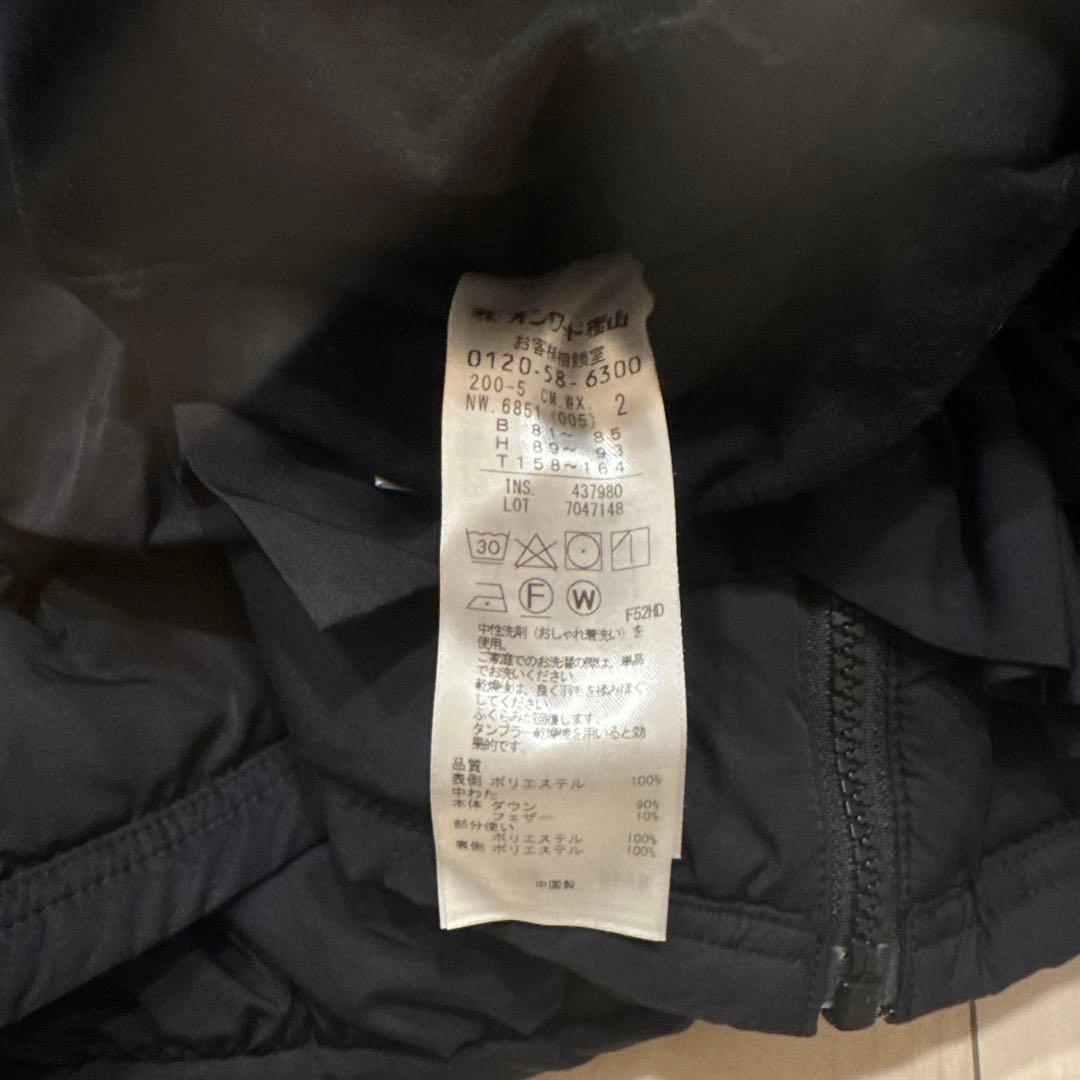 株 オンワード樫山
お客様相談室
0120-58-6300
200-5 CM.WX. 2
NW. 6851 (005)
B 81~ 85
H 89~ 93
T 158~164
INS. 437980
LOT 7047148
30
F W
F52HD
中性洗剤（おしゃれ着洗い）を
使用。
ご家庭でのお洗濯の際は、単品
でお洗いください。
乾燥後は、良く羽毛を揉みほぐ
してください。
ふくらみが回復します。
タンブラー乾燥機を用いると効
果的です。
品質
表側 ポリエステル 100%
中わた
本体 ダウン 90%
フェザー 10%
部分使い
ポリエステル 100%
裏側 ポリエステル 100%
中国製